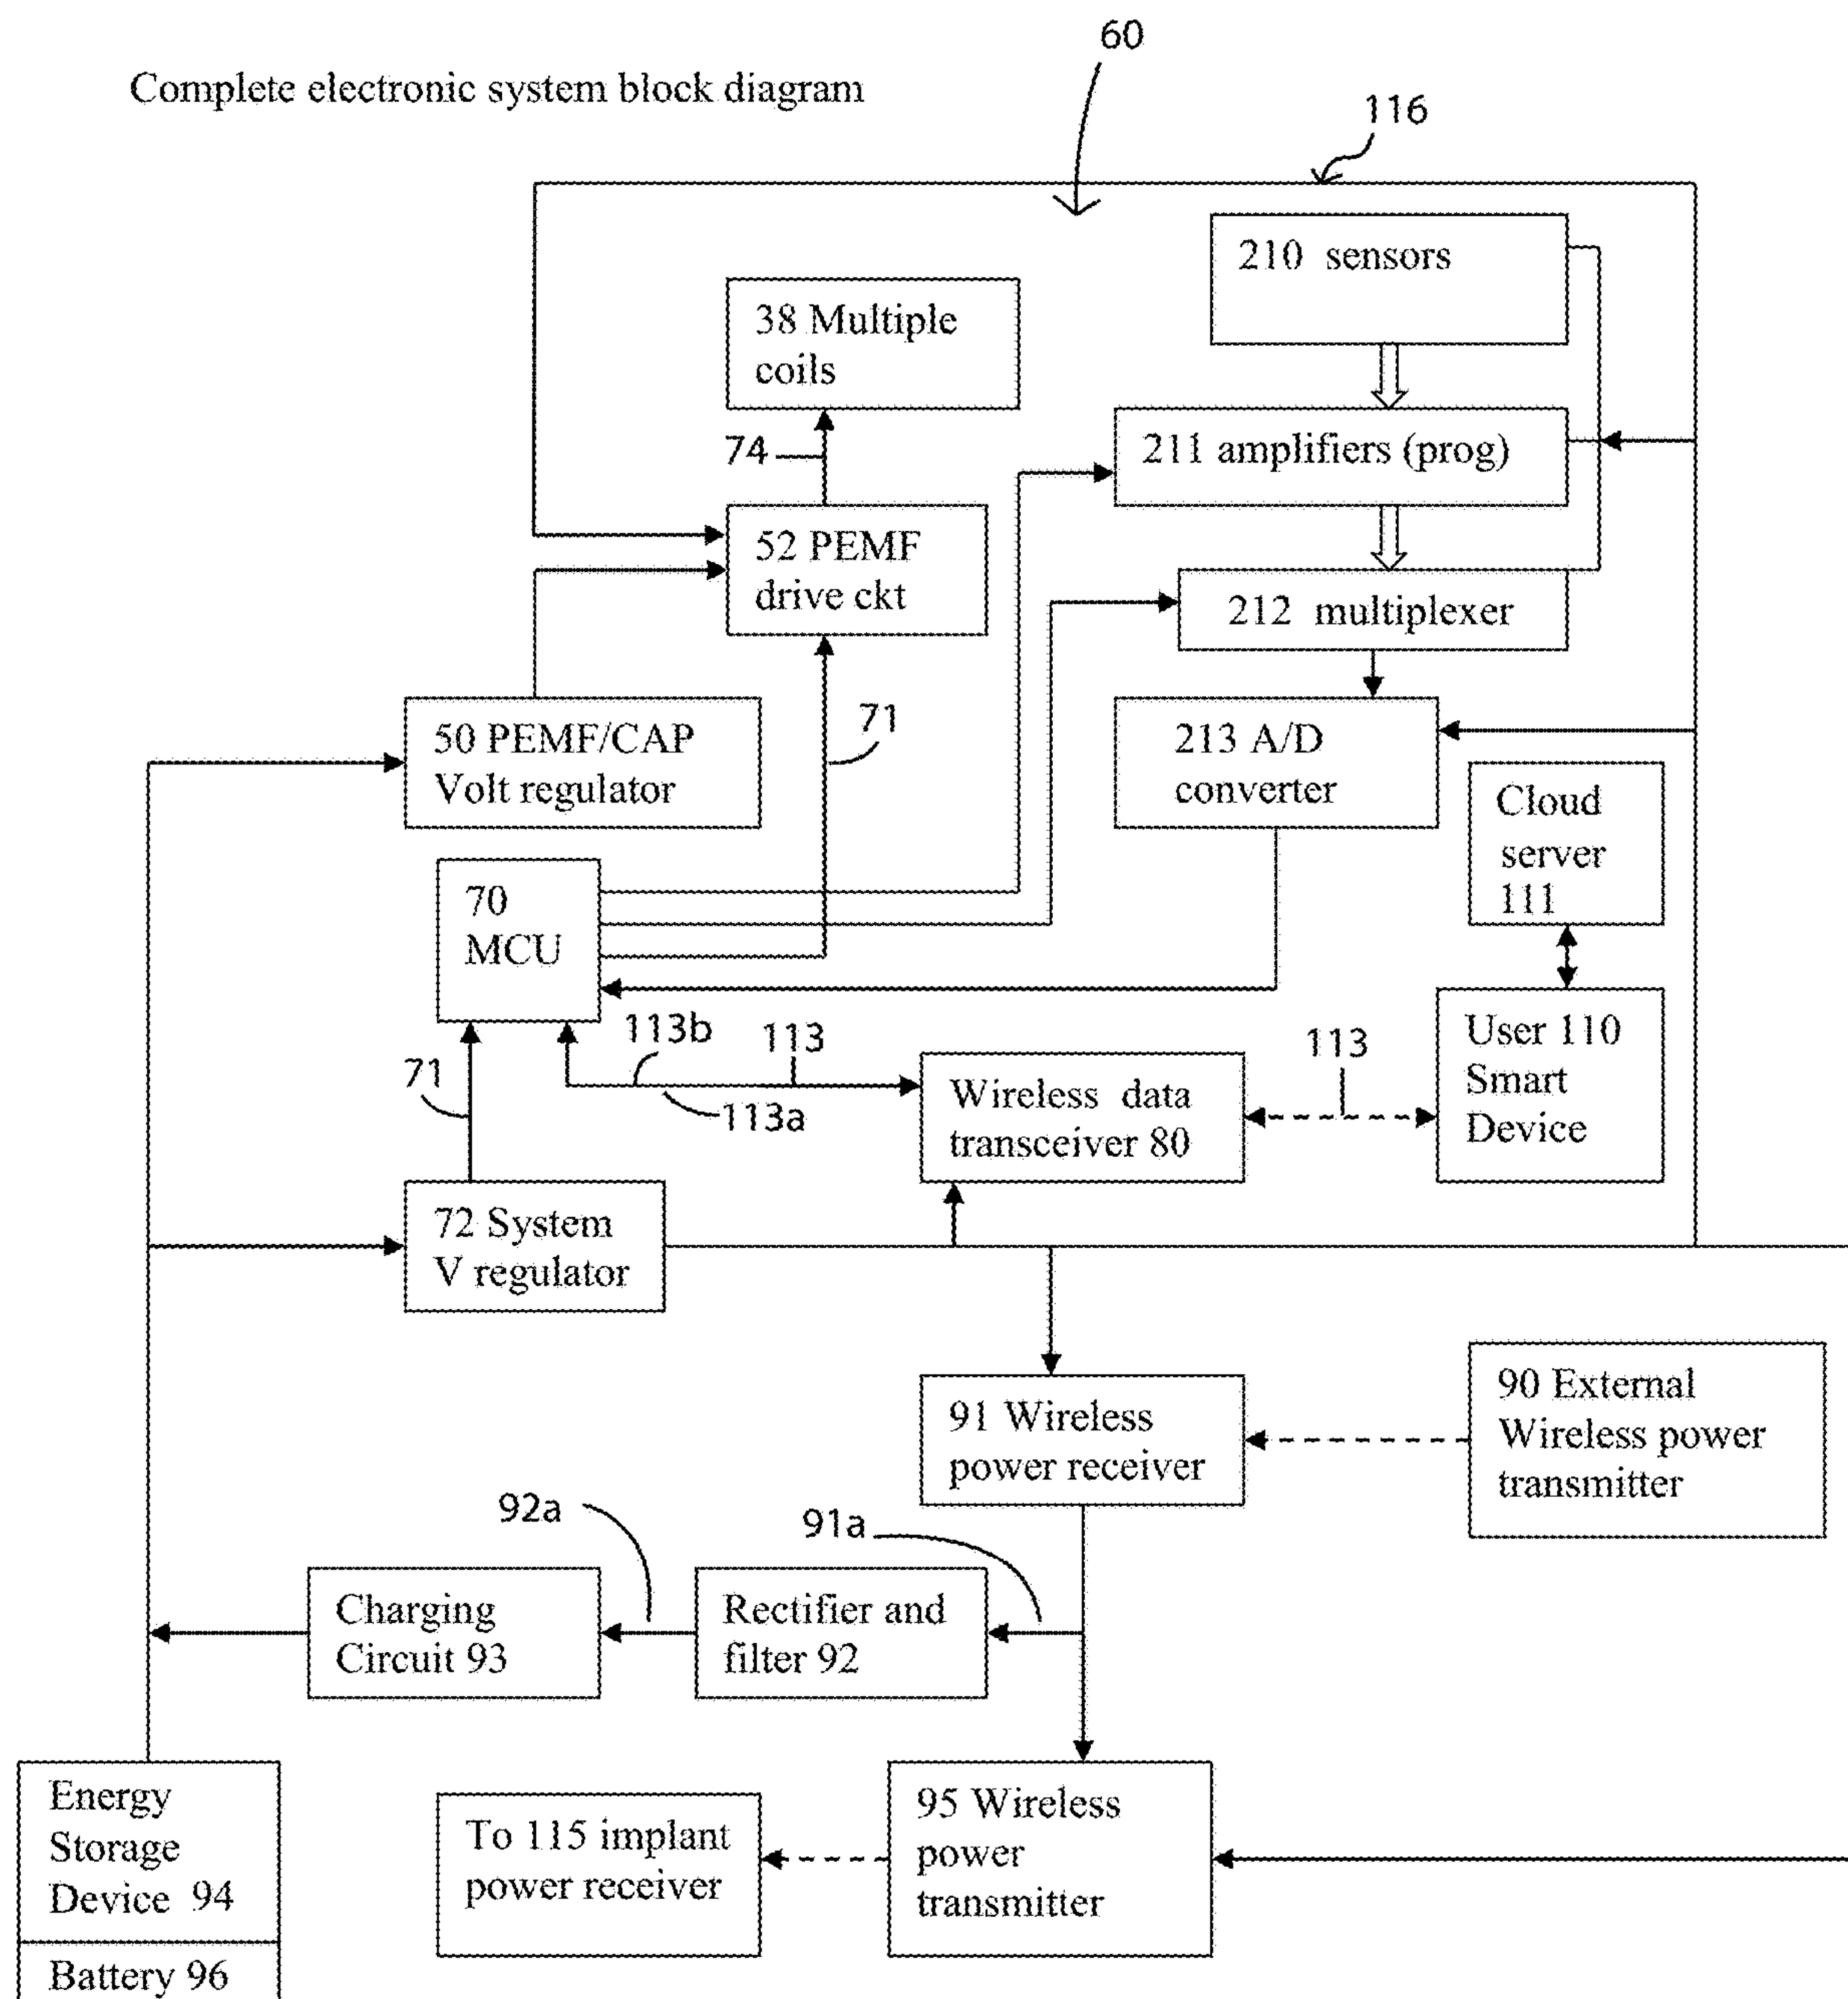 60
Complete electronic system block diagram
116
210 sensors
38 Multiple
coils
74
211 amplifiers (prog)
52 PEMF
drive ckt
212 multiplexer
50 PEMF/CAP
Volt regulator
71
213 A/D
converter
Cloud
server
111
70
MCU
113b
113
113
User 110
Smart
Device
71
113a
Wireless data
transceiver 80
72 System
V regulator
91 Wireless
power receiver
90 External
Wireless power
transmitter
92a
91a
Charging
Circuit 93
Rectifier and
filter 92
Energy
Storage
Device 94
Battery 96
To 115 implant
power receiver
95 Wireless
power
transmitter